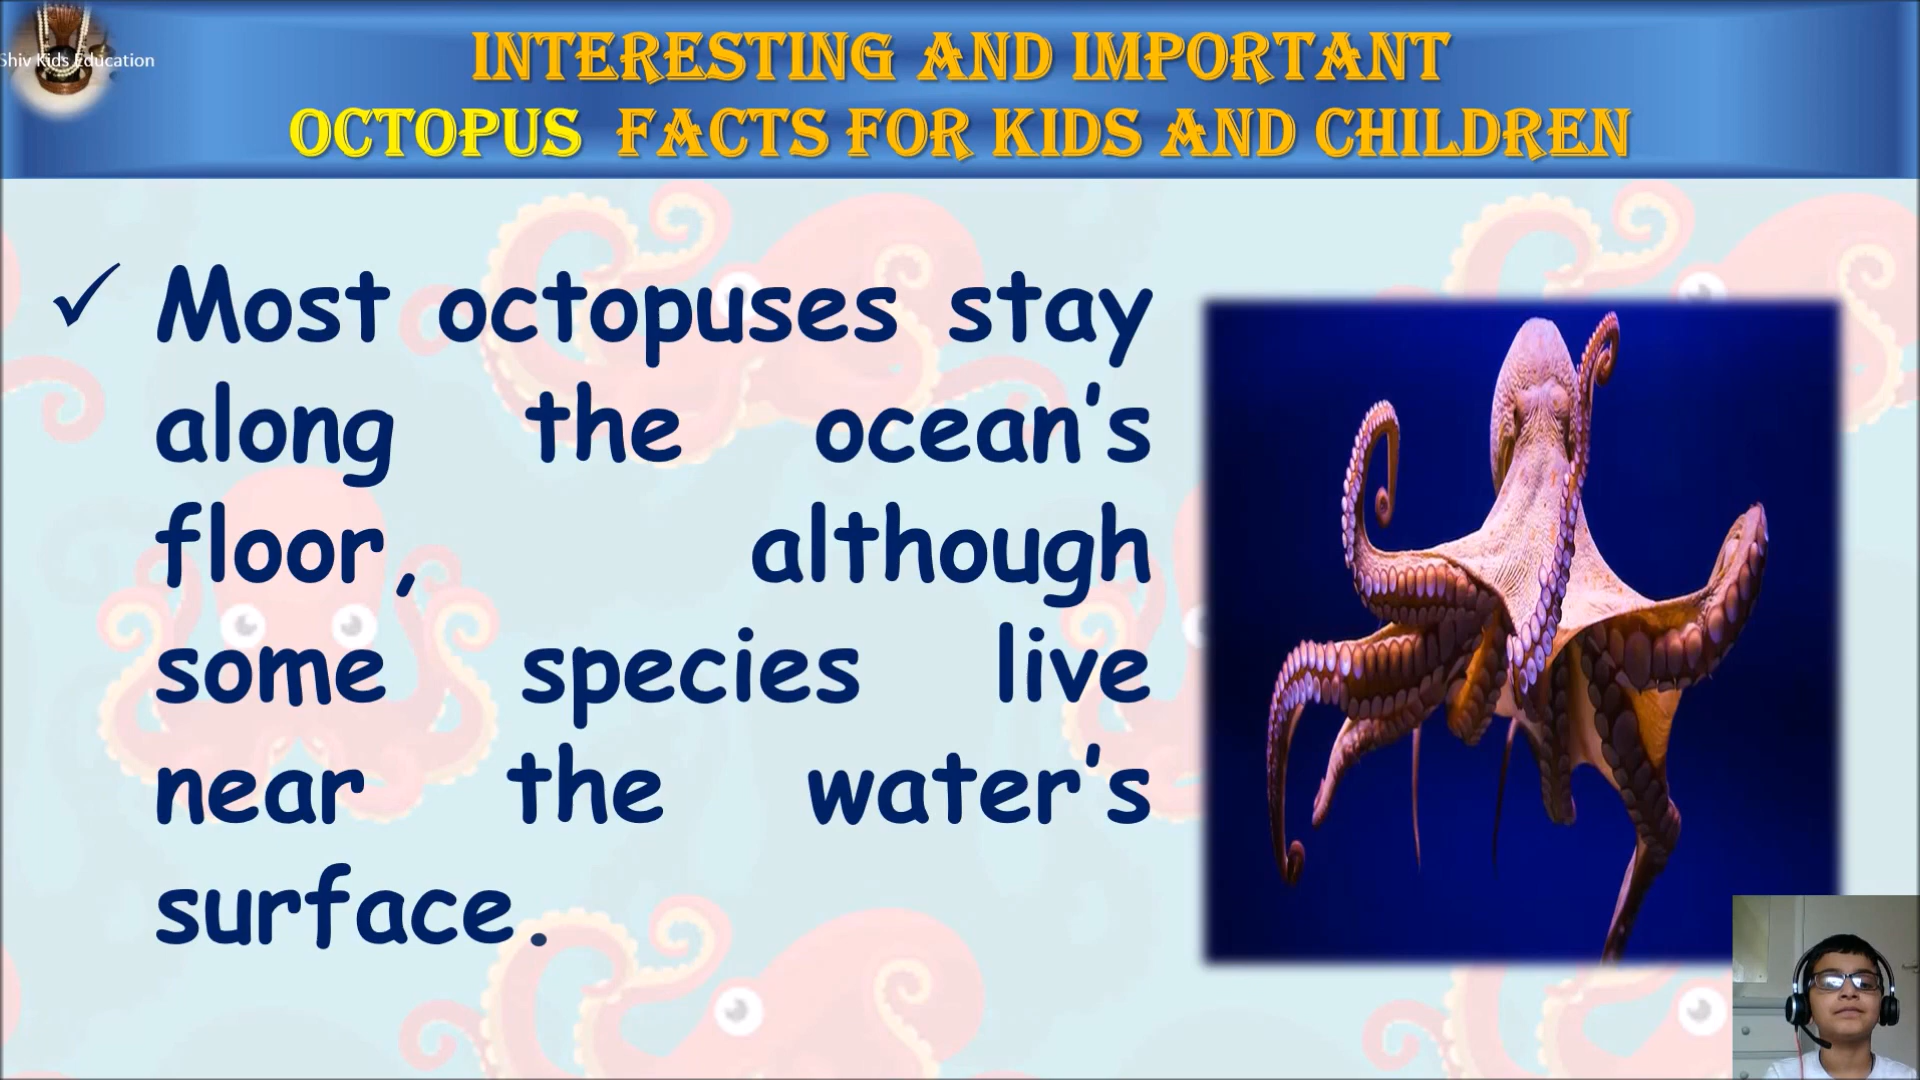 Shiv Kids Education
INTERESTING AND IMPORTANT
OCTOPUS FACTS FOR KIDS AND CHILDREN
✓ Most octopuses stay
along the ocean's
floor, although
some species live
near the water's
surface.